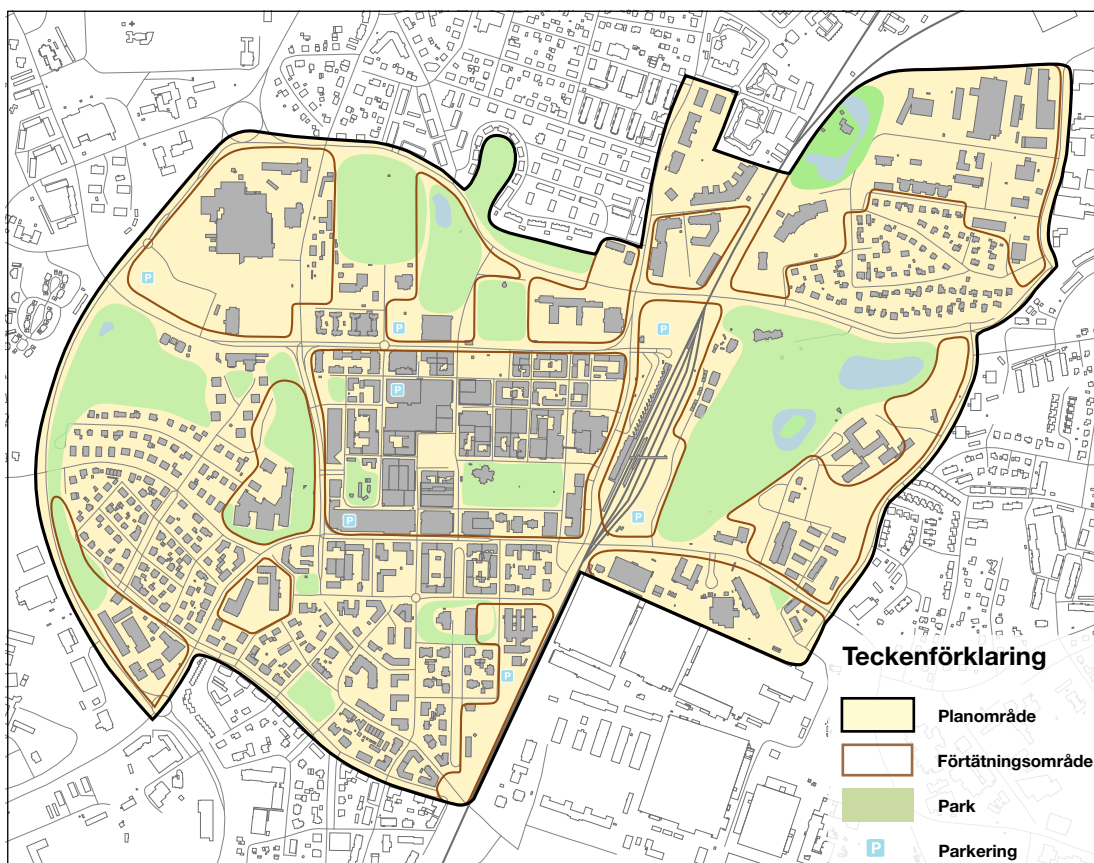 P
P
P
P
P
P
P
Teckenförklaring
Planområde
Förtätningsområde
Park
P Parkering